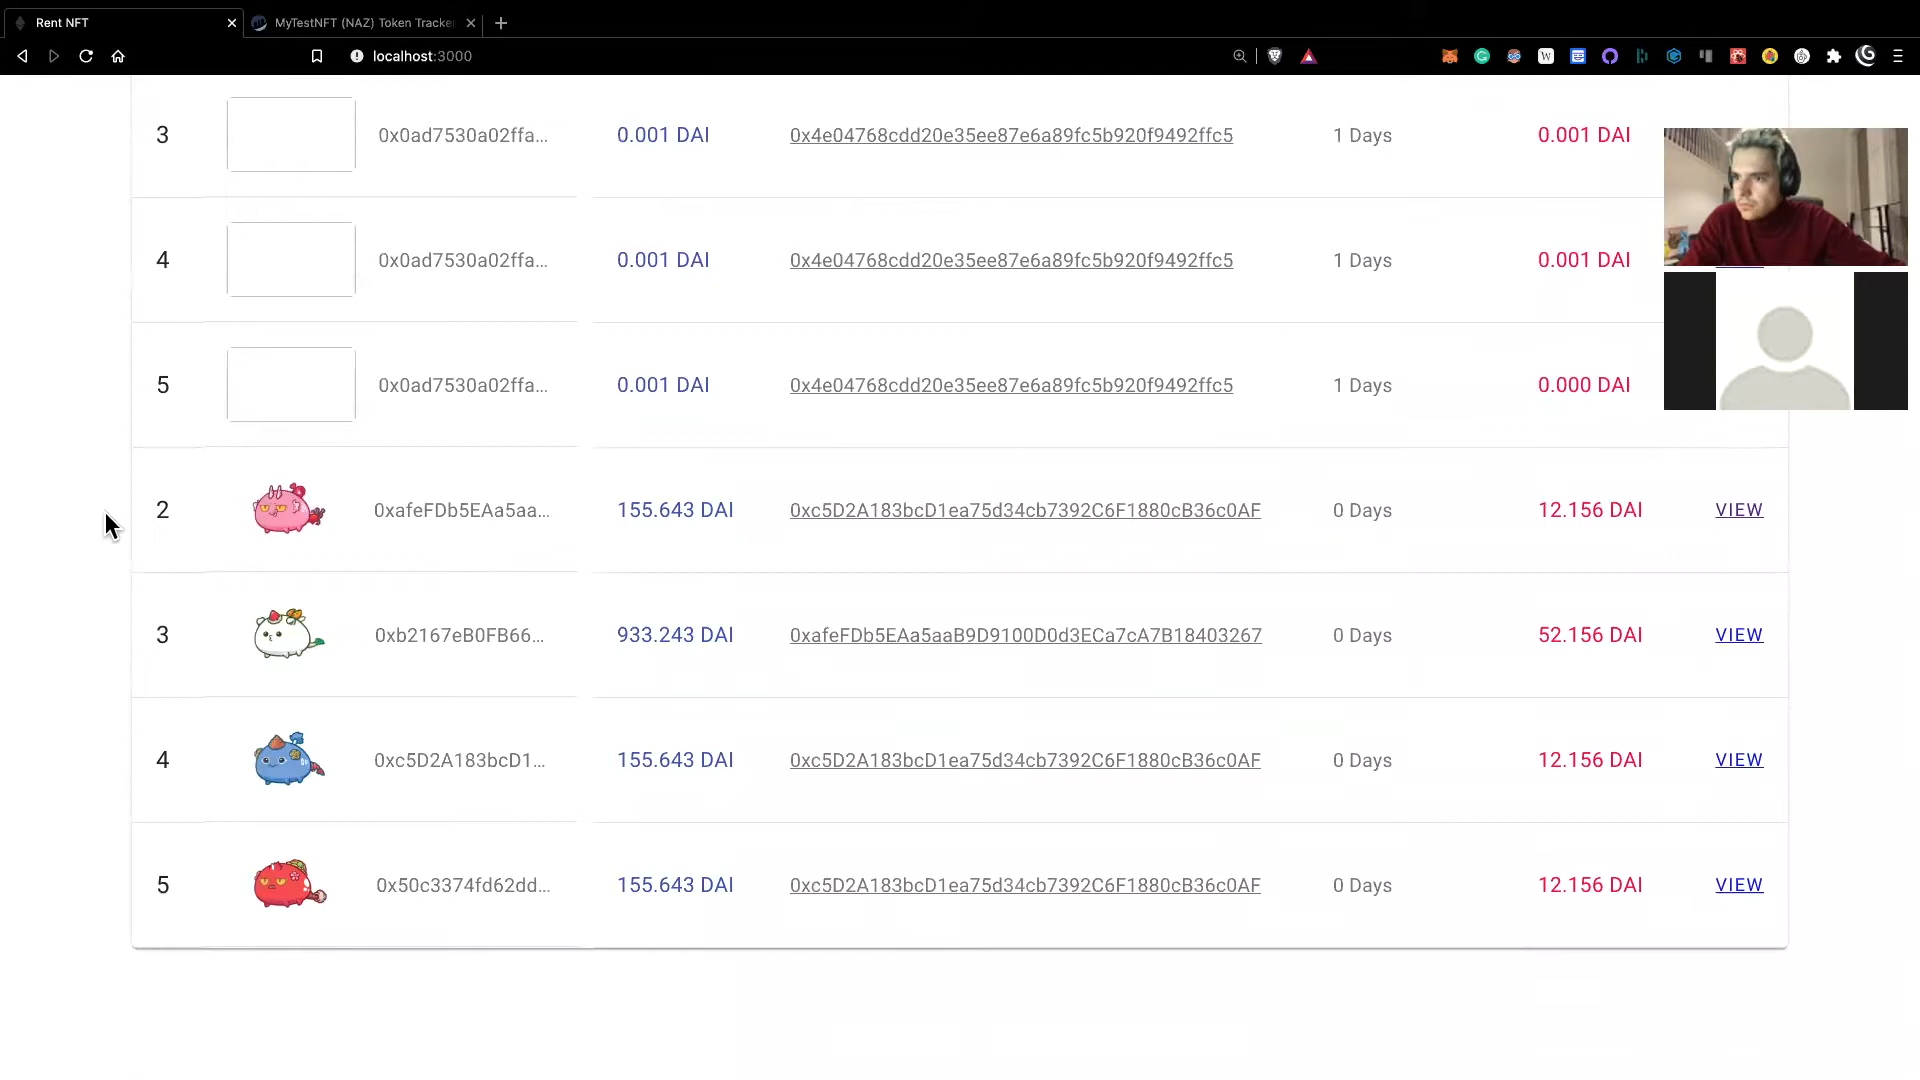 Rent NFT
MyTestNFT (NAZ) Token Tracke
localhost:3000
3 0x0ad7530a02ffa... 0.001 DAI 0x4e04768cdd20e35ee87e6a89fc5b920f9492ffc5 1 Days 0.001 DAI
4 0x0ad7530a02ffa... 0.001 DAI 0x4e04768cdd20e35ee87e6a89fc5b920f9492ffc5 1 Days 0.001 DAI
5 0x0ad7530a02ffa... 0.001 DAI 0x4e04768cdd20e35ee87e6a89fc5b920f9492ffc5 1 Days 0.000 DAI
2 0xafeFDb5EAa5aa... 155.643 DAI 0xc5D2A183bcD1ea75d34cb7392C6F1880cB36c0AF 0 Days 12.156 DAI VIEW
3 0xb2167eB0FB66... 933.243 DAI 0xafeFDb5EAa5aaB9D9100D0d3ECa7cA7B18403267 0 Days 52.156 DAI VIEW
4 0xc5D2A183bcD1... 155.643 DAI 0xc5D2A183bcD1ea75d34cb7392C6F1880cB36c0AF 0 Days 12.156 DAI VIEW
5 0x50c3374fd62dd... 155.643 DAI 0xc5D2A183bcD1ea75d34cb7392C6F1880cB36c0AF 0 Days 12.156 DAI VIEW